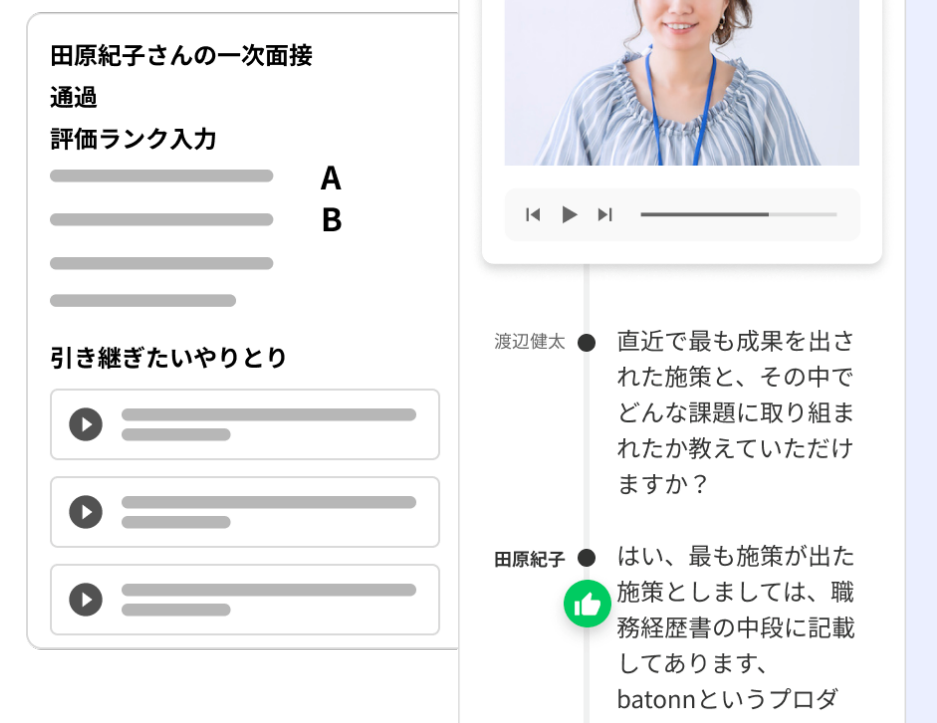 田原紀子さんの一次面接
通過
評価ランク入力
A
B
引き継ぎたいやりとり
渡辺健太
直近で最も成果を出さ
れた施策と、その中で
どんな課題に取り組ま
れたか教えていただけ
ますか？
田原紀子
はい、最も施策が出た
施策としましては、職
務経歴書の中段に記載
してあります、
batonnというプロダ